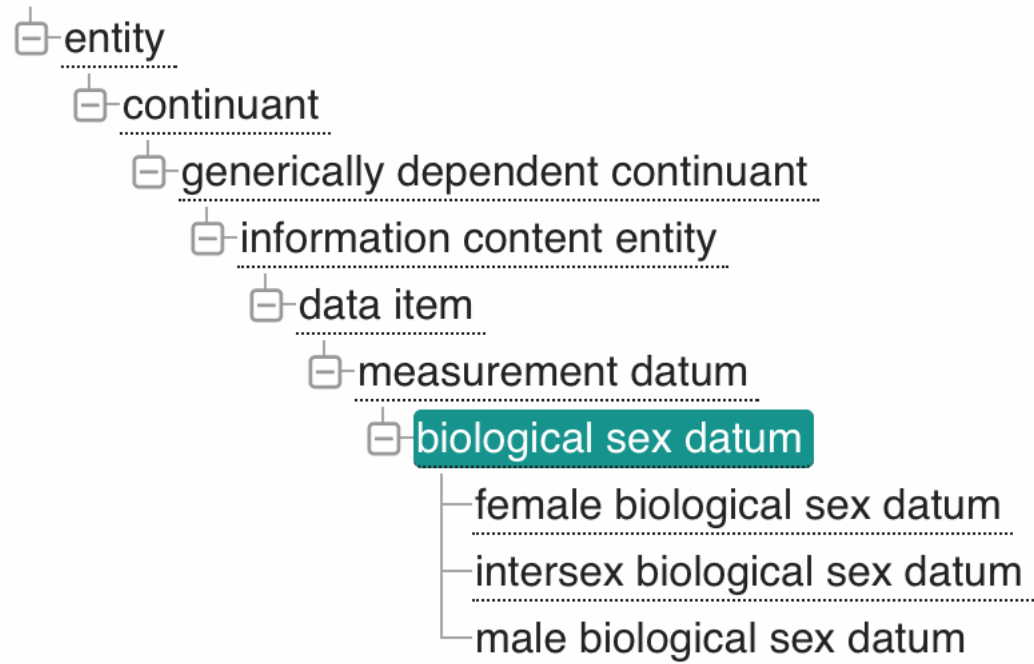 entity
continuant
generically dependent continuant
information content entity
data item
measurement datum
biological sex datum
female biological sex datum
intersex biological sex datum
male biological sex datum